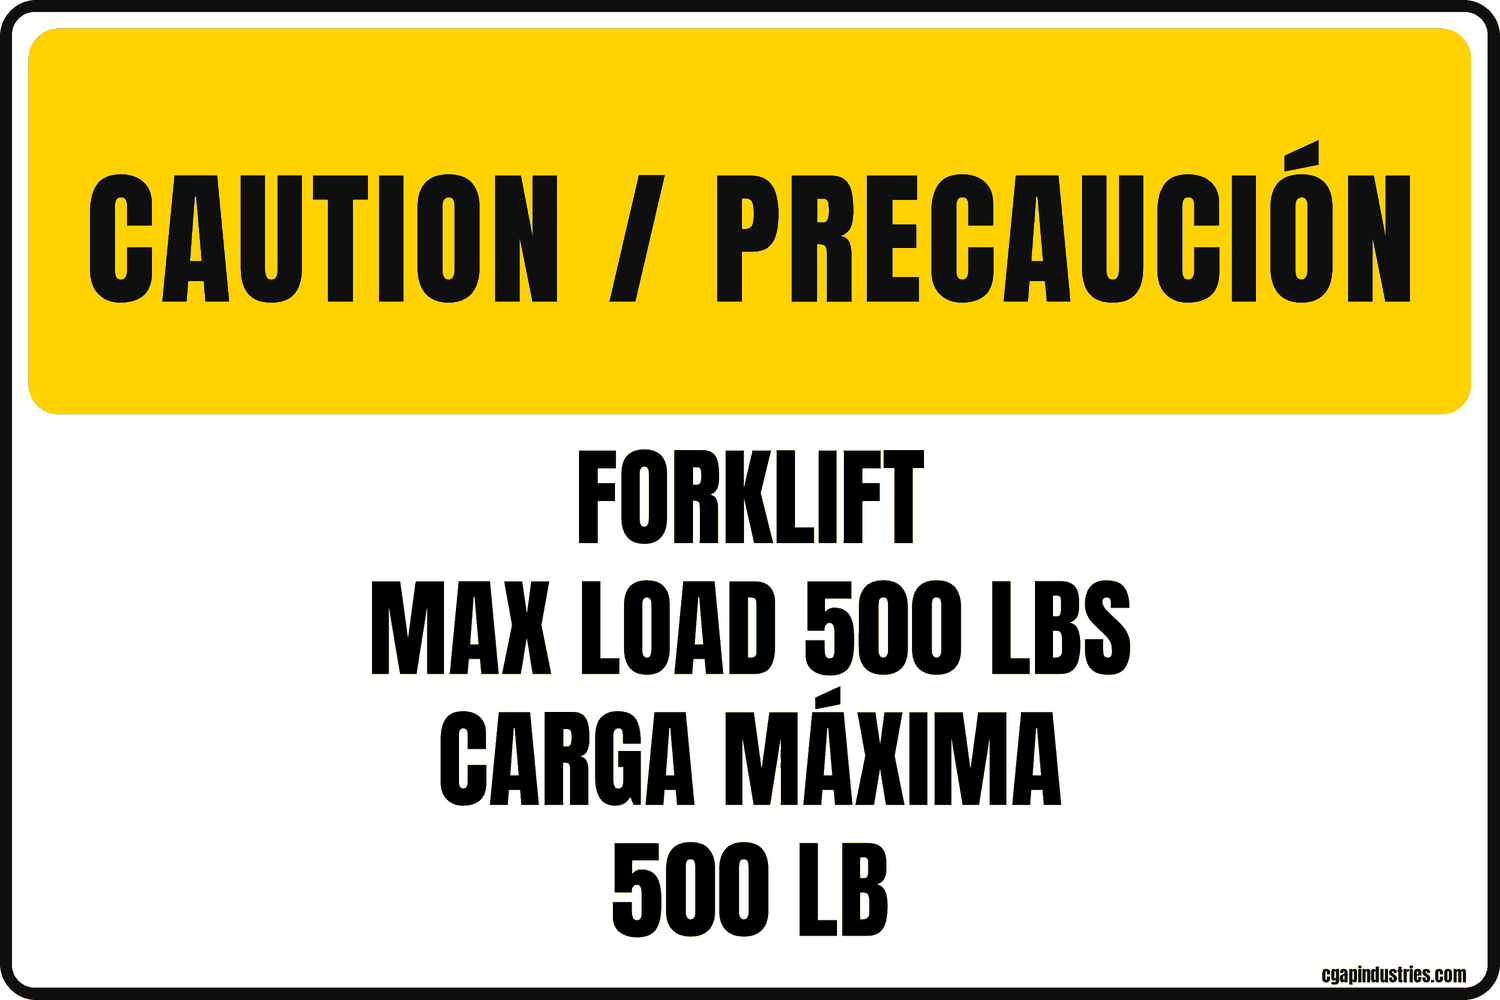 CAUTION / PRECAUCIÓN
FORKLIFT
MAX LOAD 500 LBS
CARGA MÁXIMA
500 LB
cgapindustries.com